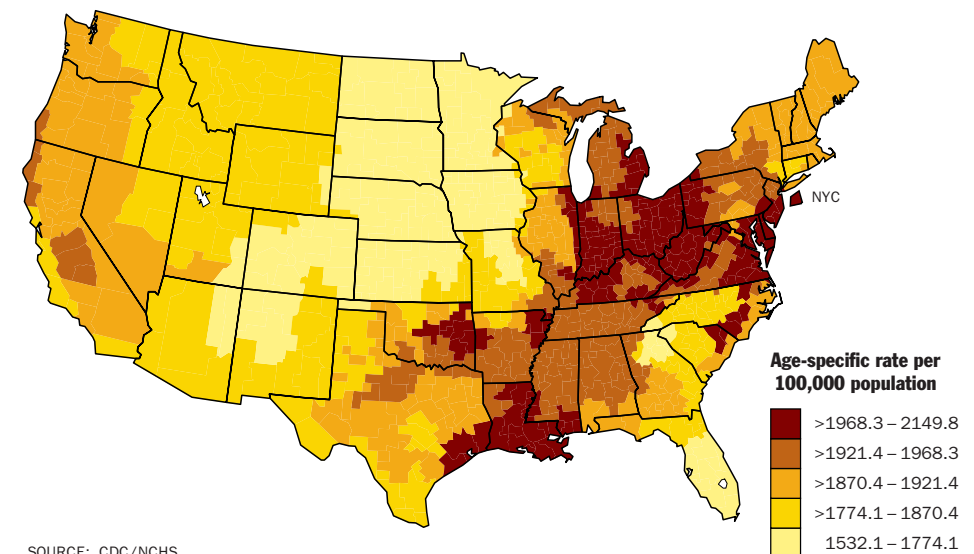 NYC
Age-specific rate per
100,000 population
>1968.3 – 2149.8
>1921.4 – 1968.3
>1870.4 – 1921.4
>1774.1 – 1870.4
1532.1 – 1774.1
SOURCE: CDC/NCHS